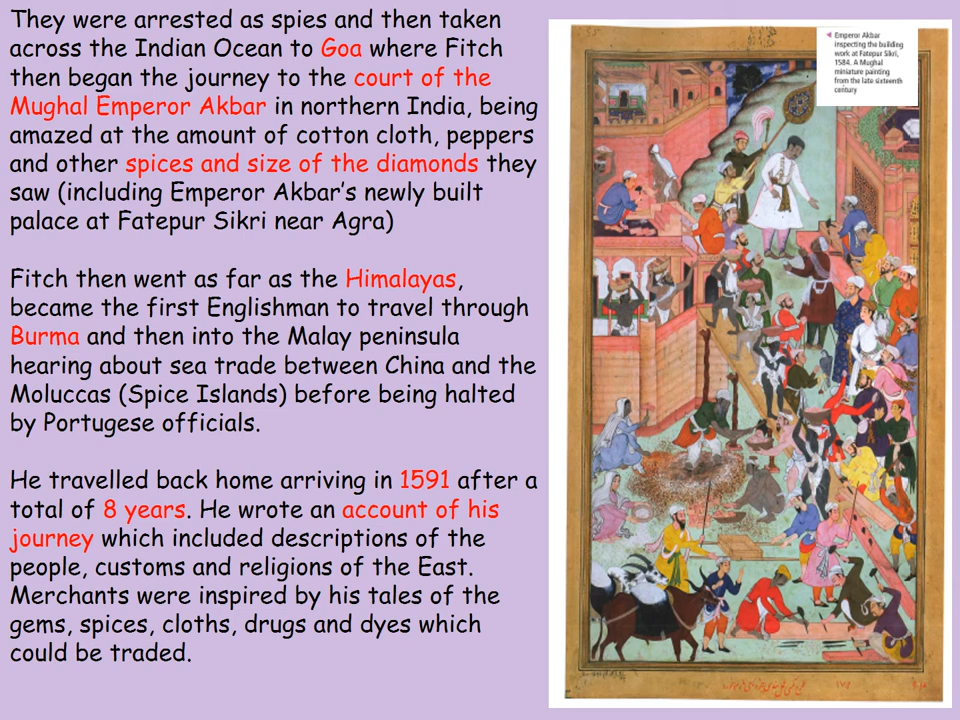 They were arrested as spies and then taken
across the Indian Ocean to Goa where Fitch
then began the journey to the court of the
Mughal Emperor Akbar in northern India, being
amazed at the amount of cotton cloth, peppers
and other spices and size of the diamonds they
saw (including Emperor Akbar’s newly built
palace at Fatepur Sikri near Agra)
Fitch then went as far as the Himalayas,
became the first Englishman to travel through
Burma and then into the Malay peninsula
hearing about sea trade between China and the
Moluccas (Spice Islands) before being halted
by Portugese officials.
He travelled back home arriving in 1591 after a
total of 8 years. He wrote an account of his
journey which included descriptions of the
people, customs and religions of the East.
Merchants were inspired by his tales of the
gems, spices, cloths, drugs and dyes which
could be traded.
Emperor Akbar
inspecting the building
work at Fatepur Sikri,
1584. A Mughal
miniature painting
from the late sixteenth
century